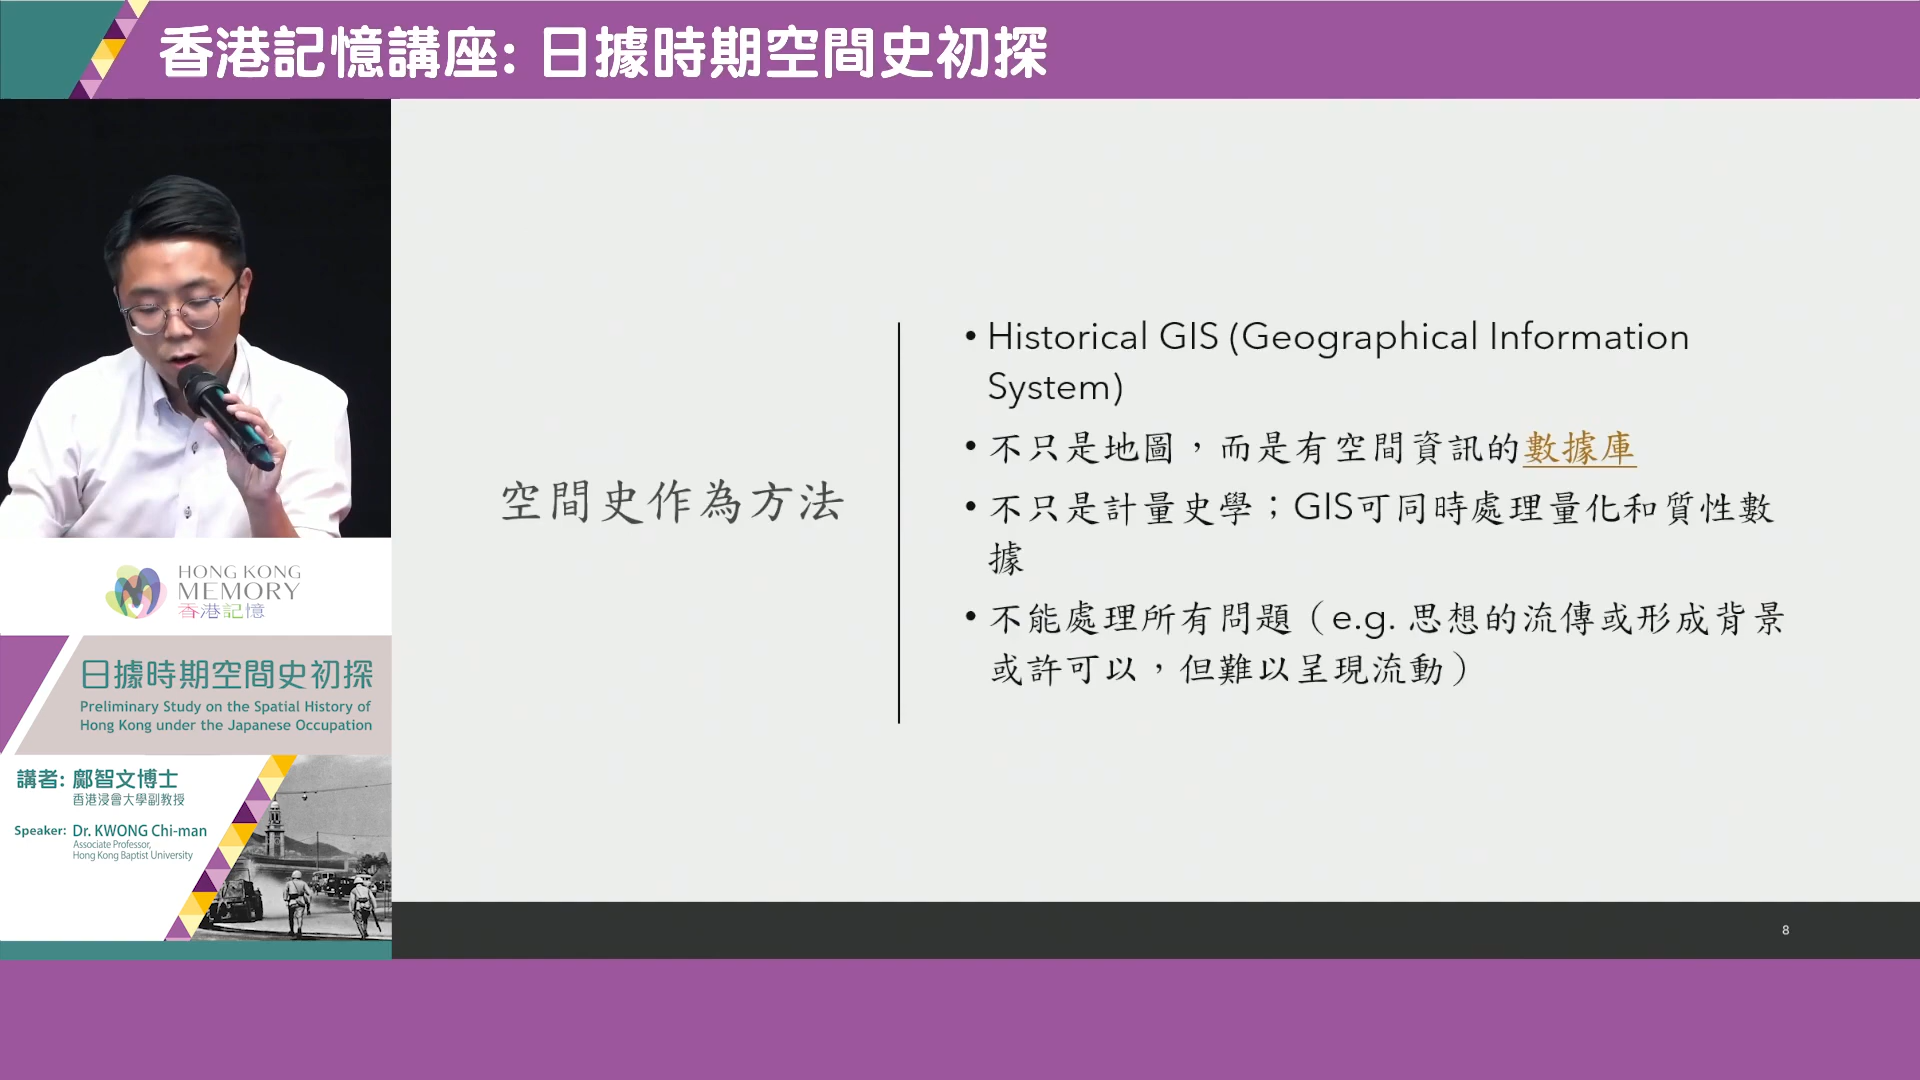 香港記憶講座: 日據時期空間史初探
HONG KONG
MEMORY
香港記憶
日據時期空間史初探
Preliminary Study on the Spatial History of
Hong Kong under the Japanese Occupation
講者: 鄺智文博士
香港浸會大學副教授
Speaker: Dr. KWONG Chi-man
Associate Professor,
Hong Kong Baptist University
空間史作為方法
• Historical GIS (Geographical Information
System)
• 不只是地圖，而是有空間資訊的數據庫
• 不只是計量史學；GIS可同時處理量化和質性數
據
• 不能處理所有問題（e.g. 思想的流傳或形成背景
或許可以，但難以呈現流動）
8